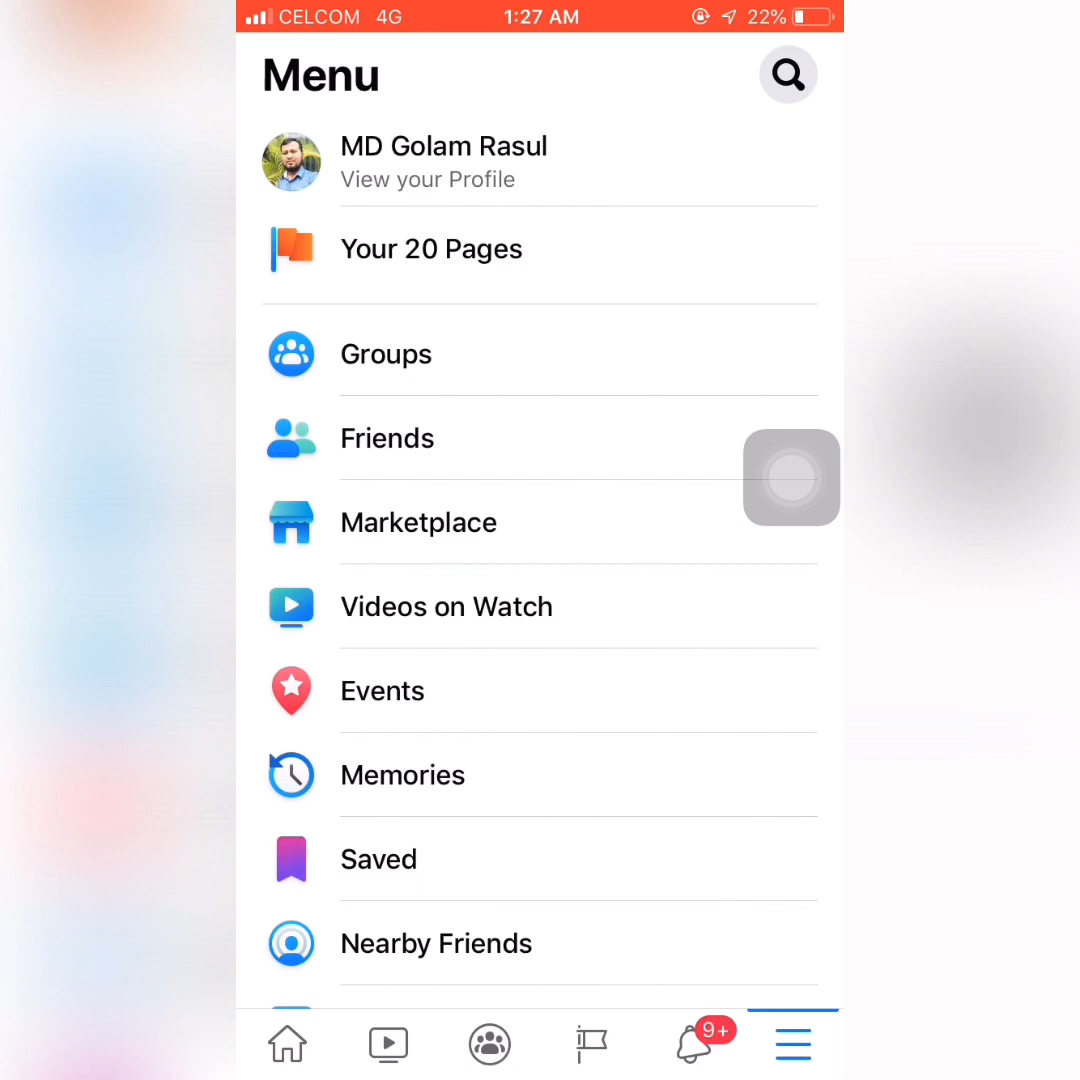 CELCOM 4G 1:27 AM 22%
Menu
MD Golam Rasul
View your Profile
Your 20 Pages
Groups
Friends
Marketplace
Videos on Watch
Events
Memories
Saved
Nearby Friends
9+